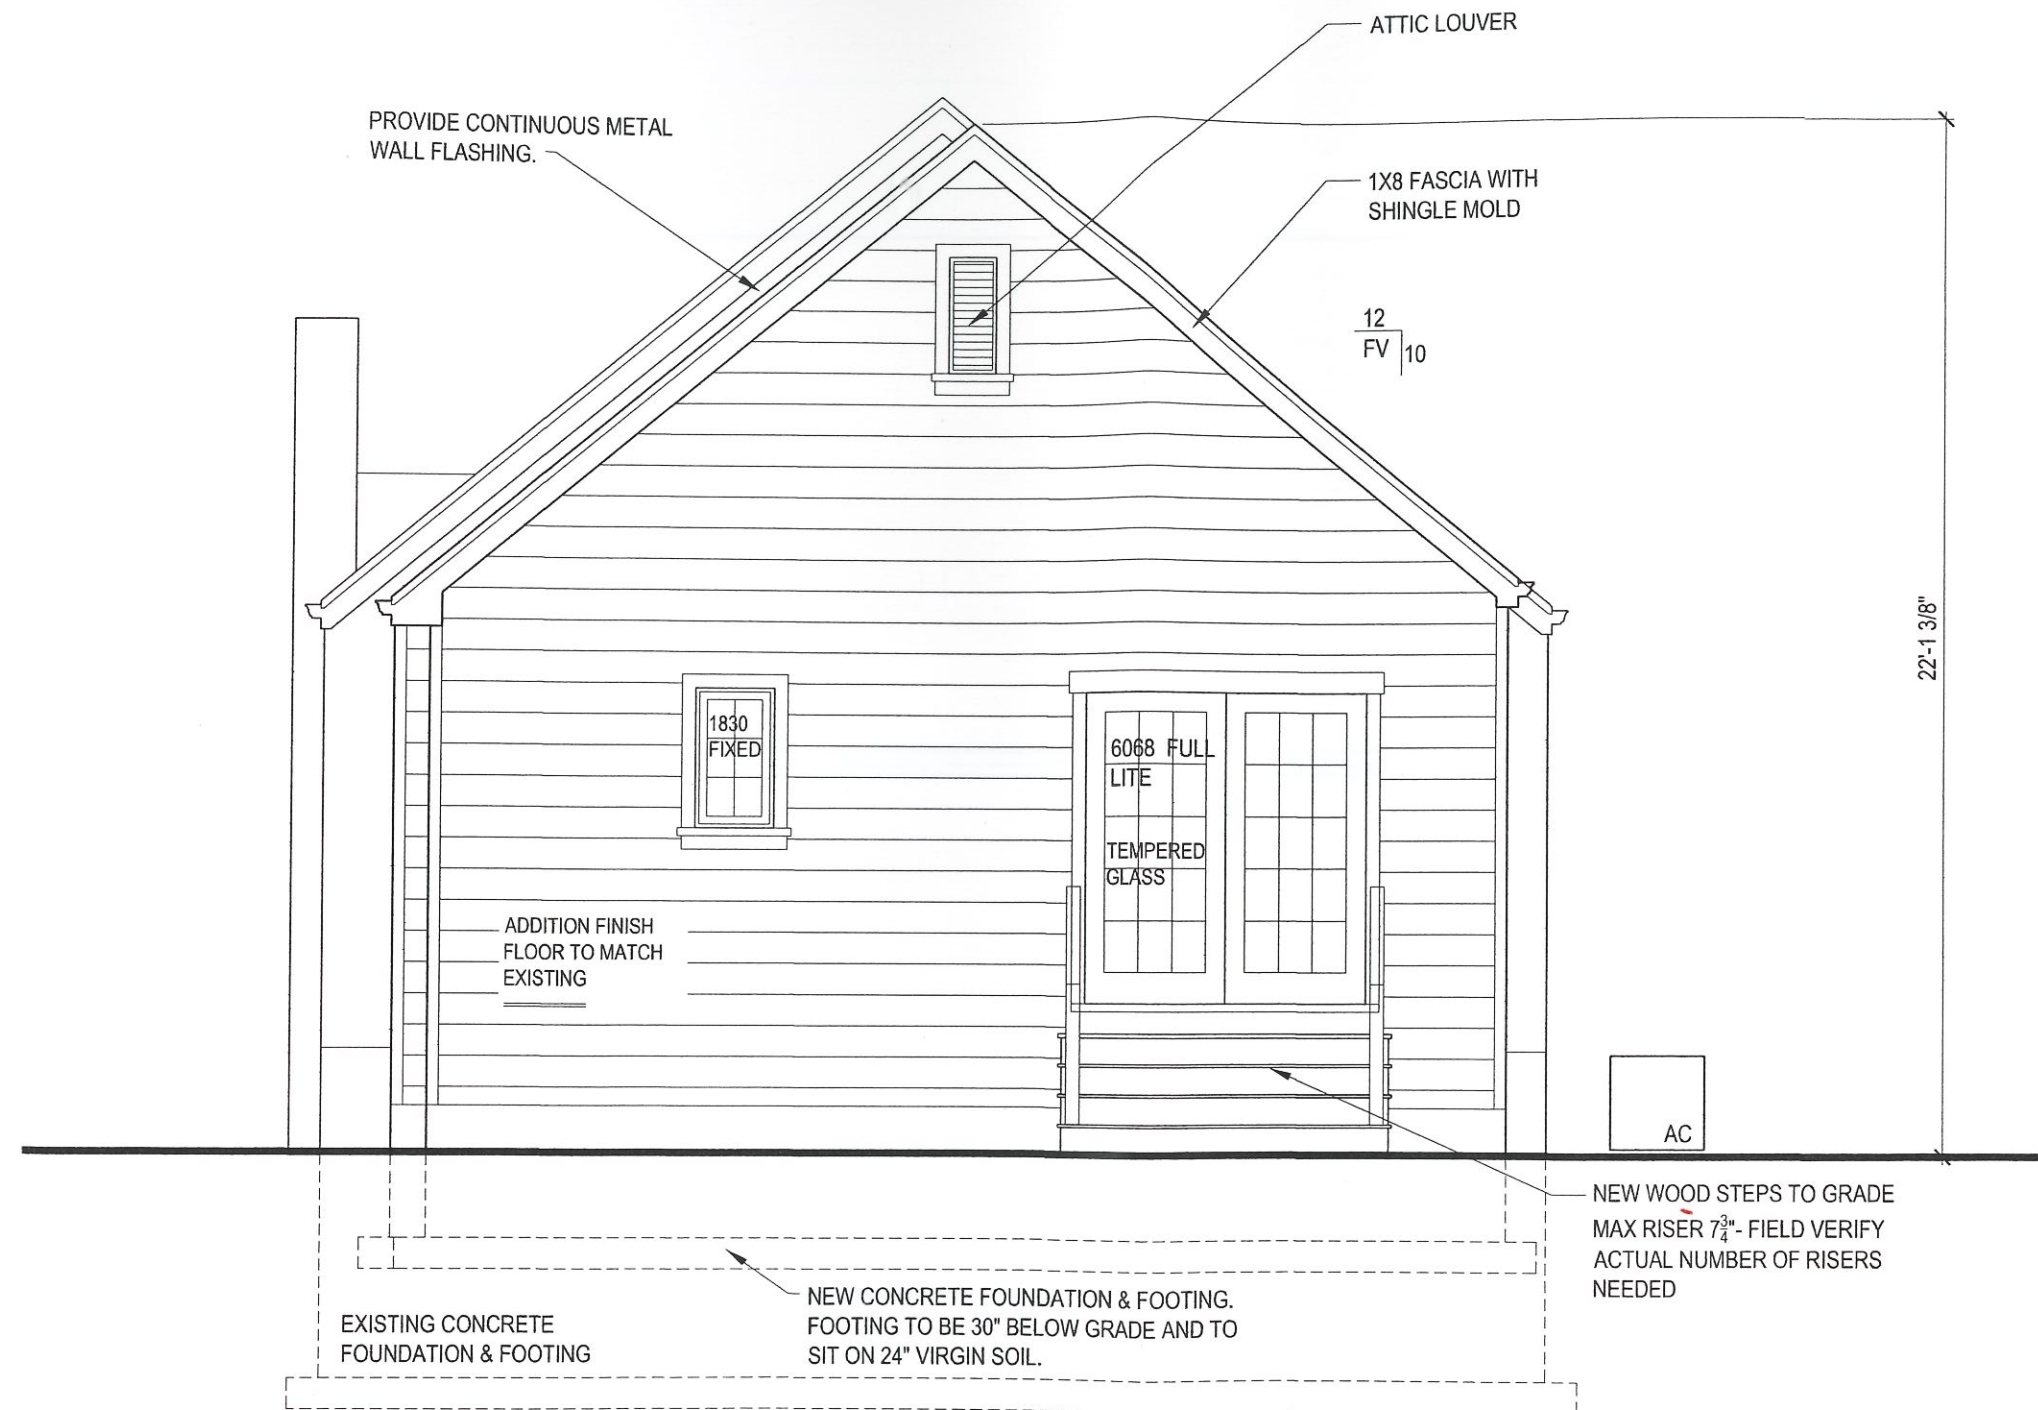 ATTIC LOUVER
PROVIDE CONTINUOUS METAL
WALL FLASHING.
1X8 FASCIA WITH
SHINGLE MOLD
12
FV 10
22'-1 3/8"
1830
FIXED
6068 FULL
LITE
TEMPERED
GLASS
ADDITION FINISH
FLOOR TO MATCH
EXISTING
AC
NEW WOOD STEPS TO GRADE
MAX RISER 7 3/4"- FIELD VERIFY
ACTUAL NUMBER OF RISERS
NEEDED
NEW CONCRETE FOUNDATION & FOOTING.
FOOTING TO BE 30" BELOW GRADE AND TO
SIT ON 24" VIRGIN SOIL.
EXISTING CONCRETE
FOUNDATION & FOOTING